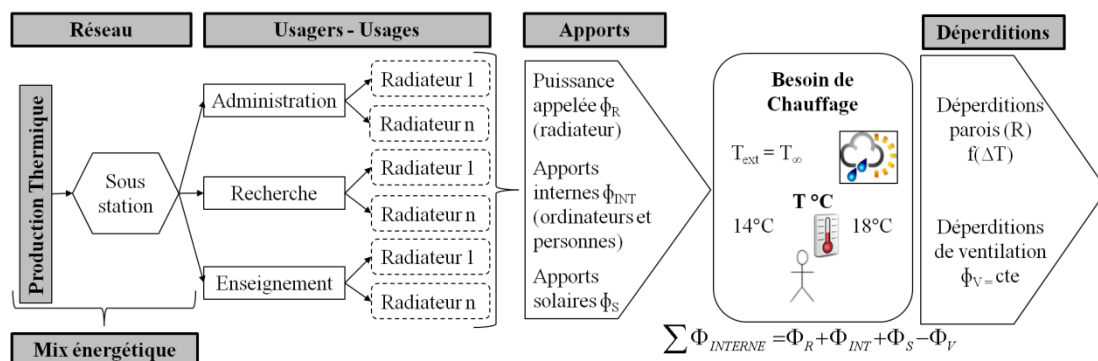 Réseau
Usagers - Usages
Apports
Déperditions
Production Thermique
Sous
station
Administration
Recherche
Enseignement
Radiateur 1
Radiateur n
Radiateur 1
Radiateur n
Radiateur 1
Radiateur n
Puissance
appelée ϕR
(radiateur)
Apports
internes ϕINT
(ordinateurs et
personnes)
Apports
solaires ϕS
Besoin de
Chauffage
Text = T∞
T °C
14°C
18°C
Déperditions
parois (R)
f(ΔT)
Déperditions
de ventilation
ϕV = cte
Mix énergétique
∑ΦINTERNE =ΦR+ΦINT+ΦS−ΦV